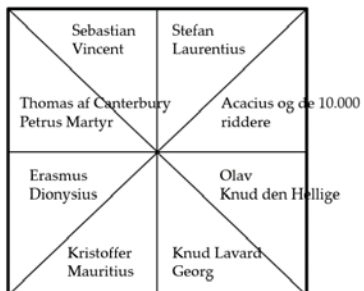 Sebastian
Vincent
Stefan
Laurentius
Thomas af Canterbury
Petrus Martyr
Acacius og de 10.000
riddere
Erasmus
Dionysius
Olav
Knud den Hellige
Kristoffer
Mauritius
Knud Lavard
Georg